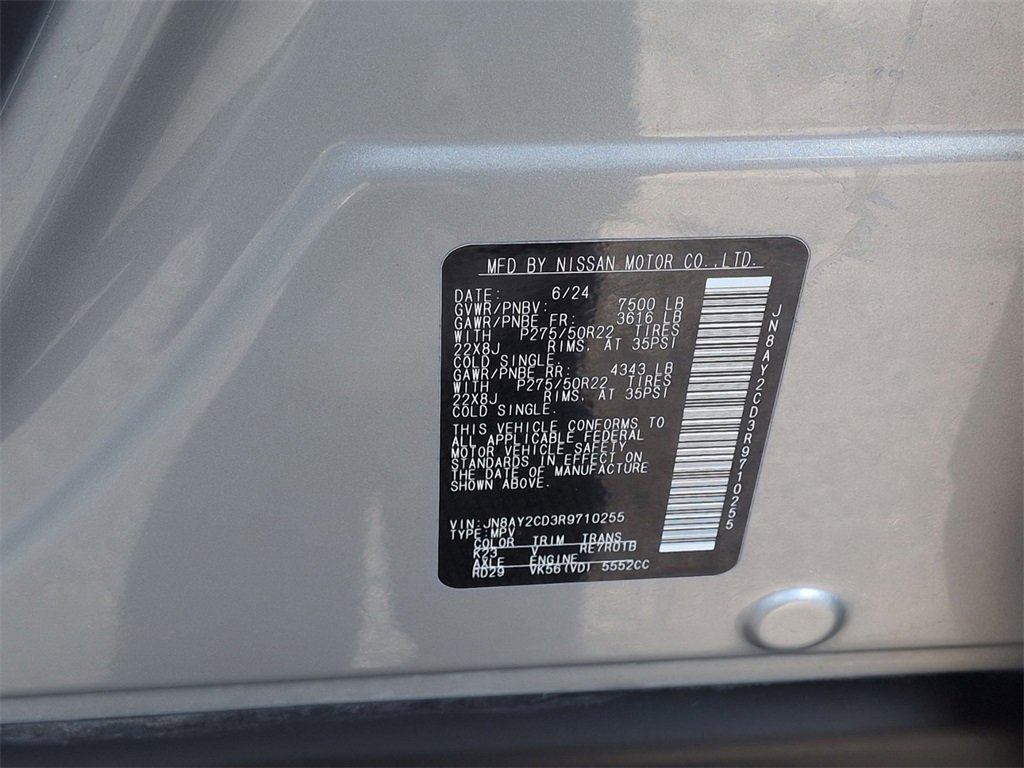 MFD BY NISSAN MOTOR CO.,LTD.
DATE: 6/24
GVWR/PNBV: 7500 LB
GAWR/PNBE FR: 3616 LB
WITH P275/50R22 TIRES
22X8J RIMS, AT 35PSI
COLD SINGLE.
GAWR/PNBE RR: 4343 LB
WITH P275/50R22 TIRES
22X8J RIMS, AT 35PSI
COLD SINGLE.
THIS VEHICLE CONFORMS TO
ALL APPLICABLE FEDERAL
MOTOR VEHICLE SAFETY
STANDARDS IN EFFECT ON
THE DATE OF MANUFACTURE
SHOWN ABOVE.
VIN:JN8AY2CD3R9710255
TYPE:MPV
COLOR TRIM TRANS
K23 V RE7R01B
AXLE ENGINE
RD29 VK56(VD) 5552CC
JN8AY2CD3R9710255